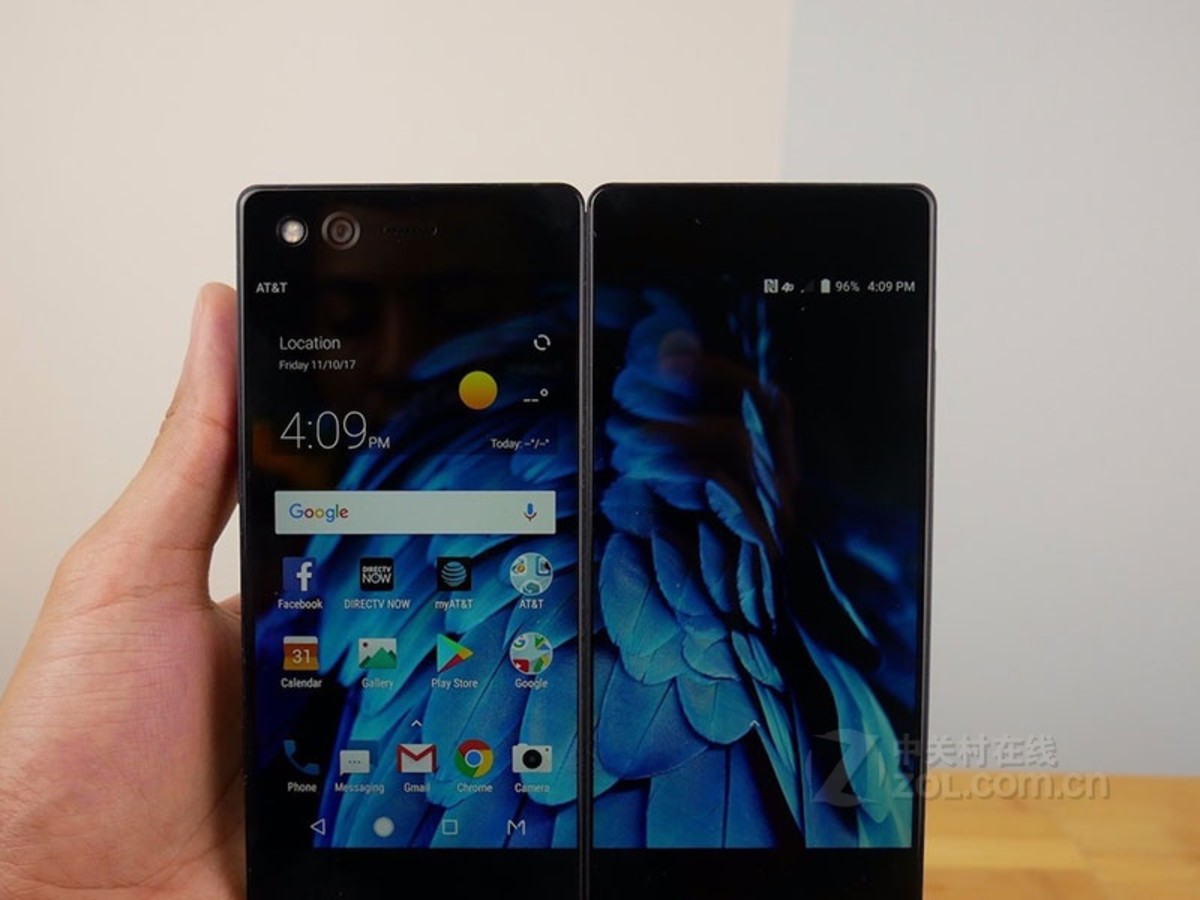 AT&T
96% 4:09 PM
Location
Friday 11/10/17
4:09PM
Today: --°/--°
Google
Facebook
DIRECTV NOW
DIRECTV NOW
myAT&T
AT&T
31
Calendar
Gallery
Play Store
Google
Phone
Messaging
Gmail
Chrome
Camera
中关村在线
ZOL.com.cn